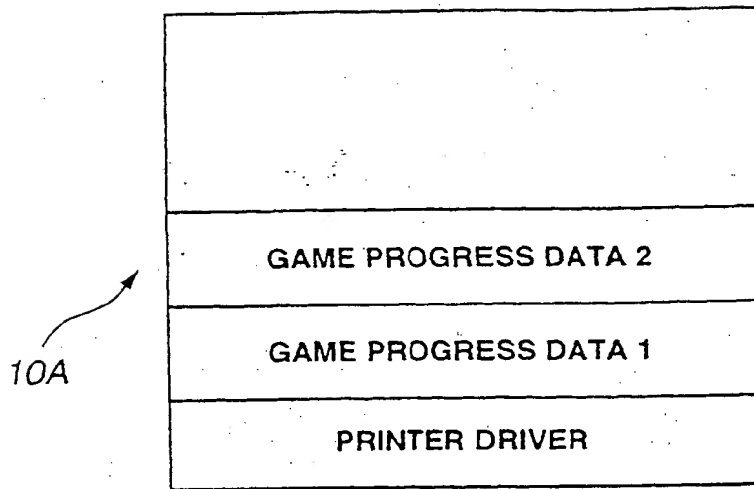 GAME PROGRESS DATA 2
GAME PROGRESS DATA 1
10A
PRINTER DRIVER